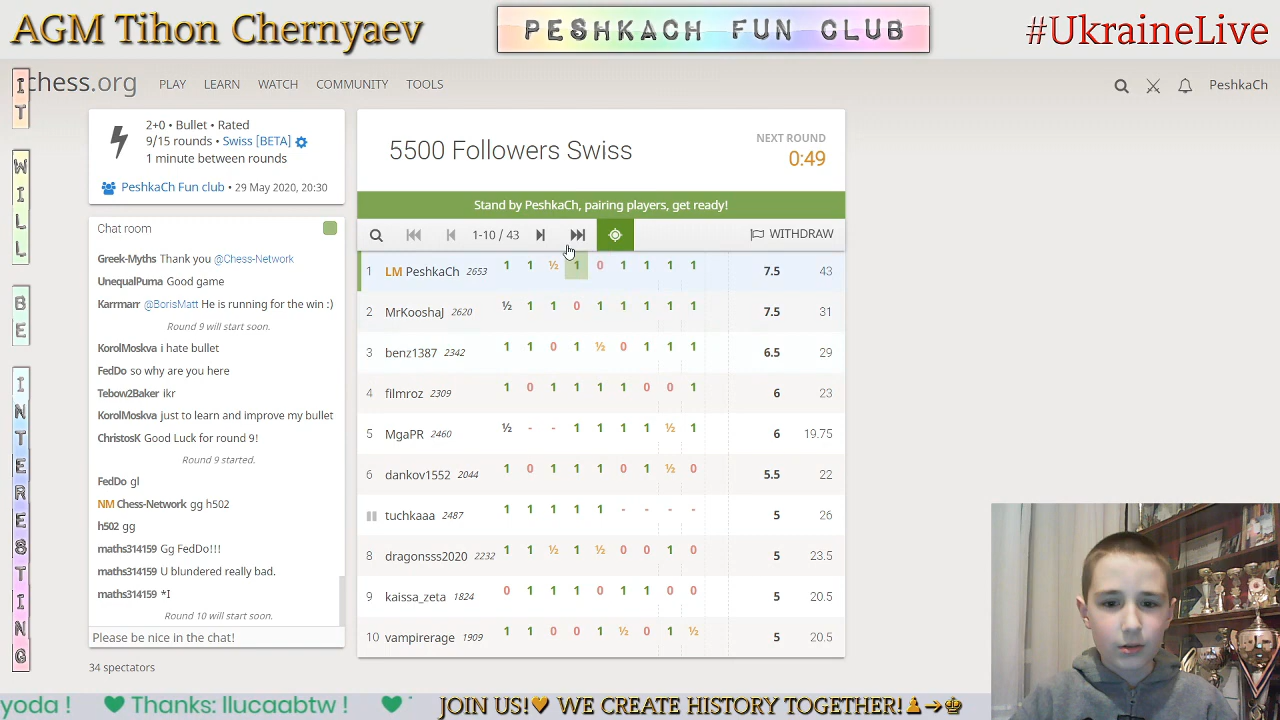 AGM Tihon Chernyaev
PESHKACH FUN CLUB
#UkraineLive
IT WILL BE INTERESTING
chess.org
PLAY
LEARN
WATCH
COMMUNITY
TOOLS
PeshkaCh
2+0 • Bullet • Rated
9/15 rounds • Swiss [BETA]
1 minute between rounds
PeshkaCh Fun club • 29 May 2020, 20:30
Chat room
Greek-Myths Thank you @Chess-Network
UnequalPuma Good game
Karrmarr @BorisMatt He is running for the win :)
Round 9 will start soon.
KorolMoskva i hate bullet
FedDo so why are you here
Tebow2Baker ikr
KorolMoskva just to learn and improve my bullet
ChristosK Good Luck for round 9!
Round 9 started.
FedDo gl
NM Chess-Network gg h502
h502 gg
maths314159 Gg FedDo!!!
maths314159 U blundered really bad.
maths314159 *I
Round 10 will start soon.
Please be nice in the chat!
34 spectators
5500 Followers Swiss
NEXT ROUND
0:49
Stand by PeshkaCh, pairing players, get ready!
1-10 / 43
WITHDRAW
1 LM PeshkaCh 2653 1 1 ½ 1 0 1 1 1 1 7.5 43
2 MrKooshaJ 2620 ½ 1 1 0 1 1 1 1 1 7.5 31
3 benz1387 2342 1 1 0 1 ½ 0 1 1 1 6.5 29
4 filmroz 2309 1 0 1 1 1 1 0 0 1 6 23
5 MgaPR 2460 ½ - - 1 1 1 1 ½ 1 6 19.75
6 dankov1552 2044 1 0 1 1 1 0 1 ½ 0 5.5 22
tuchkaaa 2487 1 1 1 1 1 - - - - 5 26
8 dragonsss2020 2232 1 1 ½ 1 ½ 0 0 1 0 5 23.5
9 kaissa_zeta 1824 0 1 1 1 0 1 1 0 0 5 20.5
10 vampirerage 1909 1 1 0 0 1 ½ 0 1 ½ 5 20.5
yoda ! Thanks: llucaabtw !
JOIN US! WE CREATE HISTORY TOGETHER!